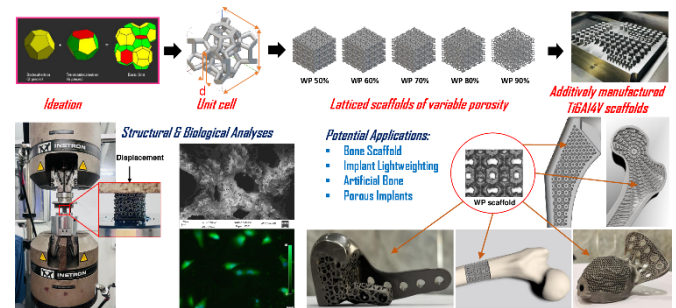 WP 50%
WP 60%
WP 70%
WP 80%
WP 90%
d
Ideation
Unit cell
Latticed scaffolds of variable porosity
Additively manufactured
Ti6Al4V scaffolds
Structural & Biological Analyses
Displacement
INSTRON
INSTRON
Potential Applications:
Bone Scaffold
Implant Lightweighting
Artificial Bone
Porous Implants
WP scaffold